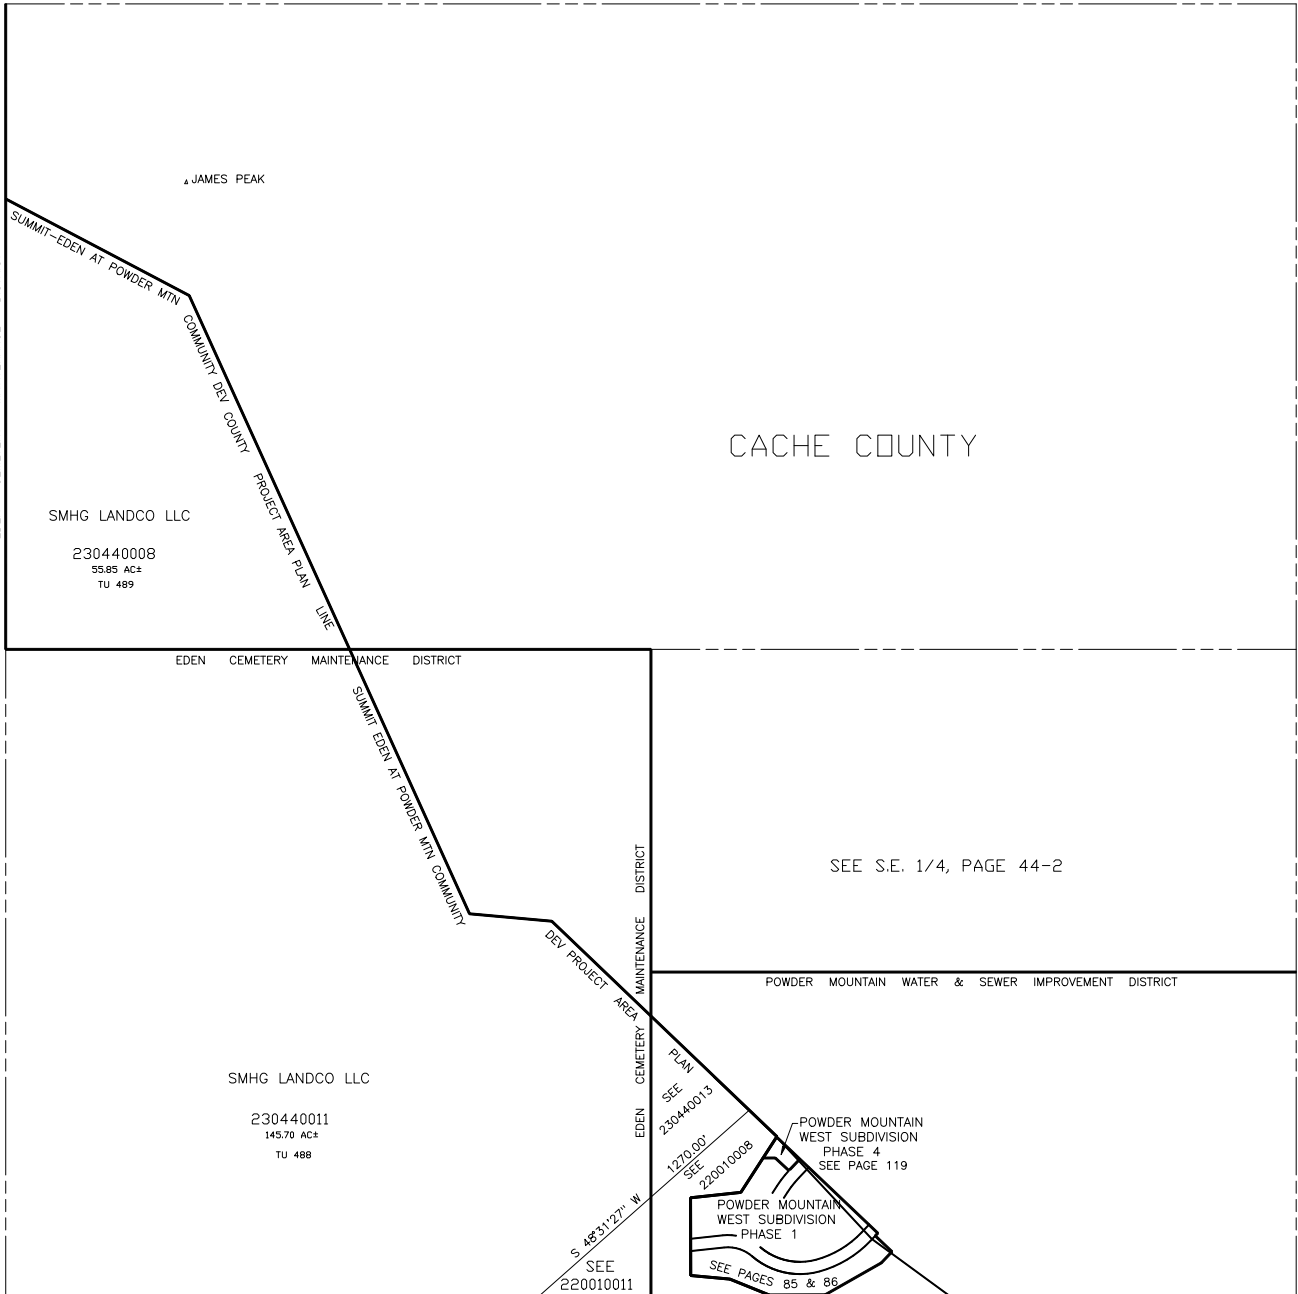 JAMES PEAK
SUMMIT-EDEN AT POWDER MTN COMMUNITY DEV COUNTY PROJECT AREA PLAN LINE
CACHE COUNTY
SMHG LANDCO LLC
230440008
55.85 AC±
TU 489
EDEN CEMETERY MAINTENANCE DISTRICT
SUMMIT EDEN AT POWDER MTN COMMUNITY DEV PROJECT AREA PLAN
EDEN CEMETERY MAINTENANCE DISTRICT
SEE S.E. 1/4, PAGE 44-2
POWDER MOUNTAIN WATER & SEWER IMPROVEMENT DISTRICT
SMHG LANDCO LLC
230440011
145.70 AC±
TU 488
SEE
230440013
S 48°31'27" W 1270.00'
SEE
220010008
SEE
220010011
POWDER MOUNTAIN
WEST SUBDIVISION
PHASE 4
SEE PAGE 119
POWDER MOUNTAIN
WEST SUBDIVISION
PHASE 1
SEE PAGES 85 & 86